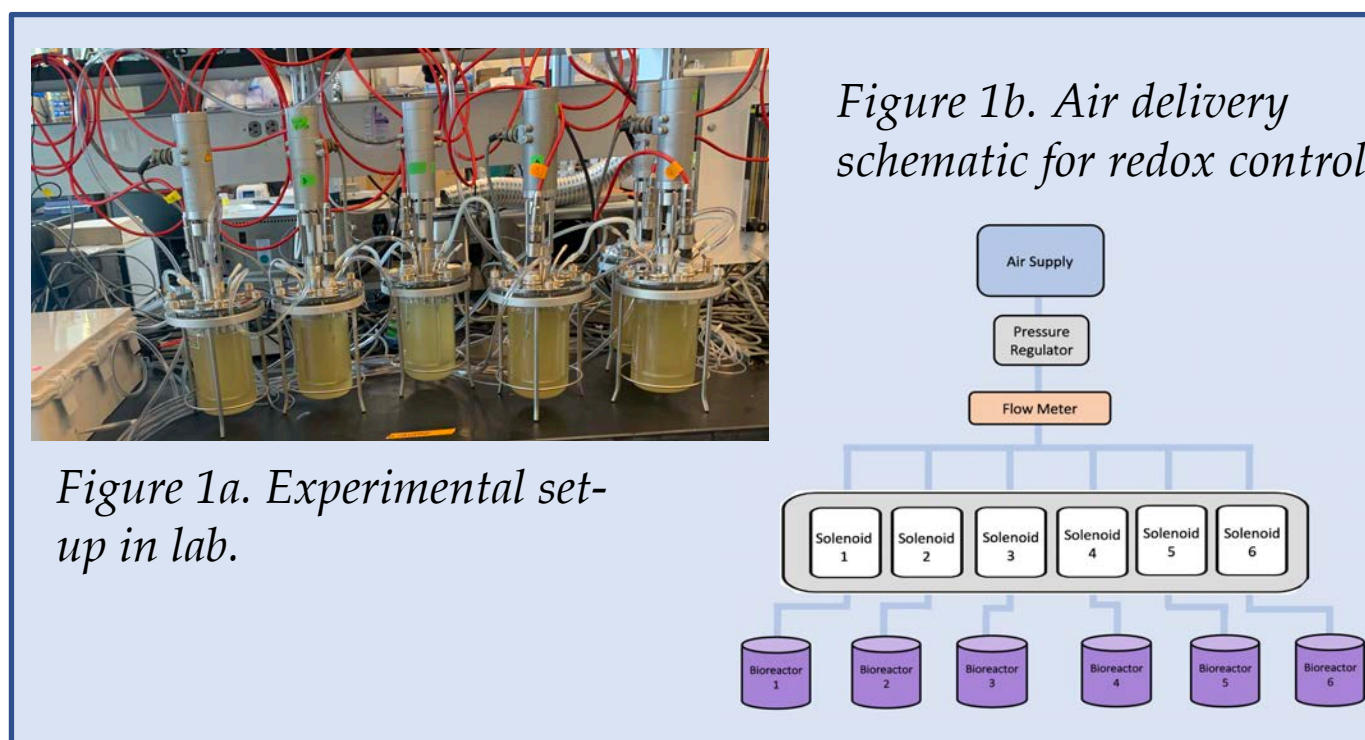 Figure 1b. Air delivery
schematic for redox control
Air Supply
Pressure
Regulator
Flow Meter
Solenoid
1
Solenoid
2
Solenoid
3
Solenoid
4
Solenoid
5
Solenoid
6
Bioreactor
1
Bioreactor
2
Bioreactor
3
Bioreactor
4
Bioreactor
5
Bioreactor
6
Figure 1a. Experimental set-
up in lab.